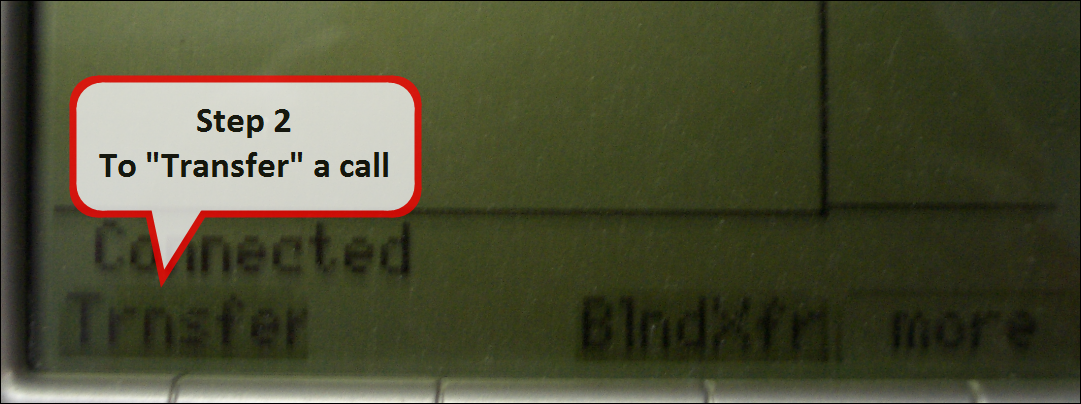 Step 2
To "Transfer" a call
Connected
Trnsfer BlndXfr more